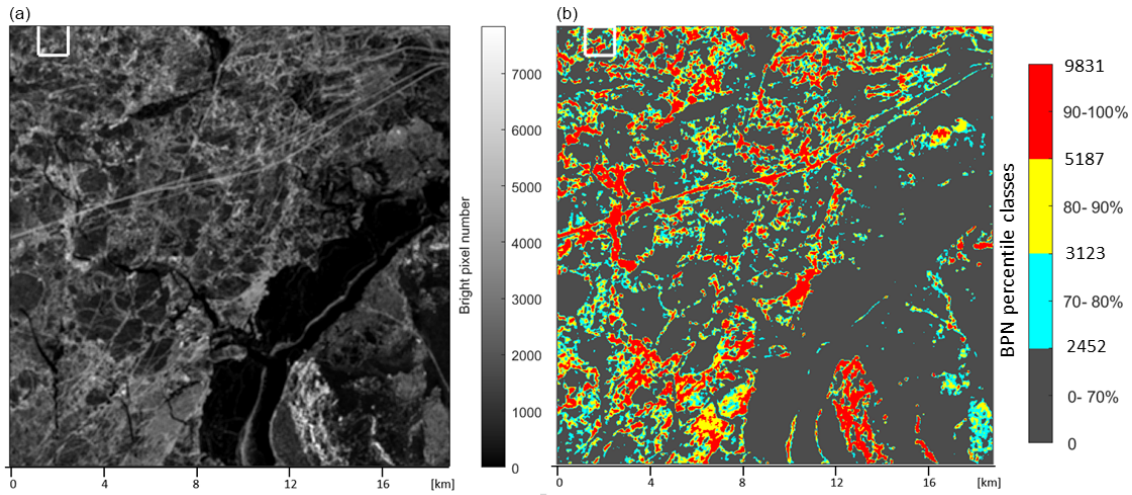 (a)
7000
6000
5000
4000
3000
2000
1000
0
Bright pixel number
0 4 8 12 16 [km]
(b)
9831
90-100%
5187
80- 90%
3123
70- 80%
2452
0- 70%
0
BPN percentile classes
0 4 8 12 16 [km]